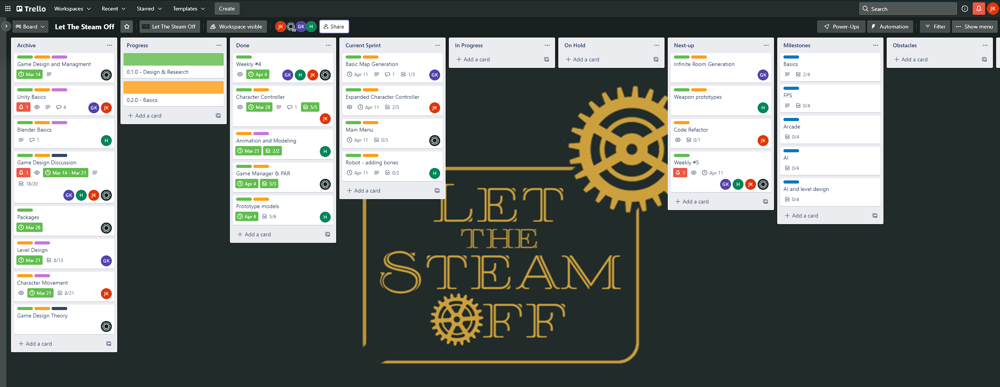 Trello Workspaces Recent Starred Templates Create Search JK
Board Let The Steam Off Let The Steam Off Workspace visible JK GK H Share Power-Ups Automation Filter Show menu
Archive
Game Design and Managment
Mar 14
Unity Basics
1 4 GK JK
Blender Basics
1 H
Game Design Discussion
1 Mar 14 - Mar 21
18/20
GK H JK
Packages
Mar 28
Level Design
Mar 21 8/13 GK
Character Movement
Mar 21 8/21 JK
Game Design Theory
+ Add a card
Progress
0.1.0 - Design & Research
0.2.0 - Basics
+ Add a card
Done
Weekly #4
Apr 4 GK H JK
Character Controller
Mar 28 1 5/5
JK
Animation and Modeling
Mar 21 2/2 H
Game Manager & PAR
Apr 4 3/3
Prototype models
Apr 4 5/6 H
+ Add a card
Current Sprint
Basic Map Generation
Apr 11 1 1/3 GK
Expanded Character Controller
Apr 11 2/5 JK
Main Menu
Apr 11 0/3
Robot - adding bones
Apr 11 0/2 H
+ Add a card
In Progress
+ Add a card
On Hold
+ Add a card
Next-up
Infinite Room Generation
GK
Weapon prototypes
H
Code Refactor
0/1 JK
Weekly #5
1 Apr 11
GK H JK
+ Add a card
Milestones
Basics
2/4
FPS
0/4
Arcade
0/4
AI
0/4
AI and level design
0/4
+ Add a card
Obstacles
+ Add a card
LET
THE
STEAM
OFF